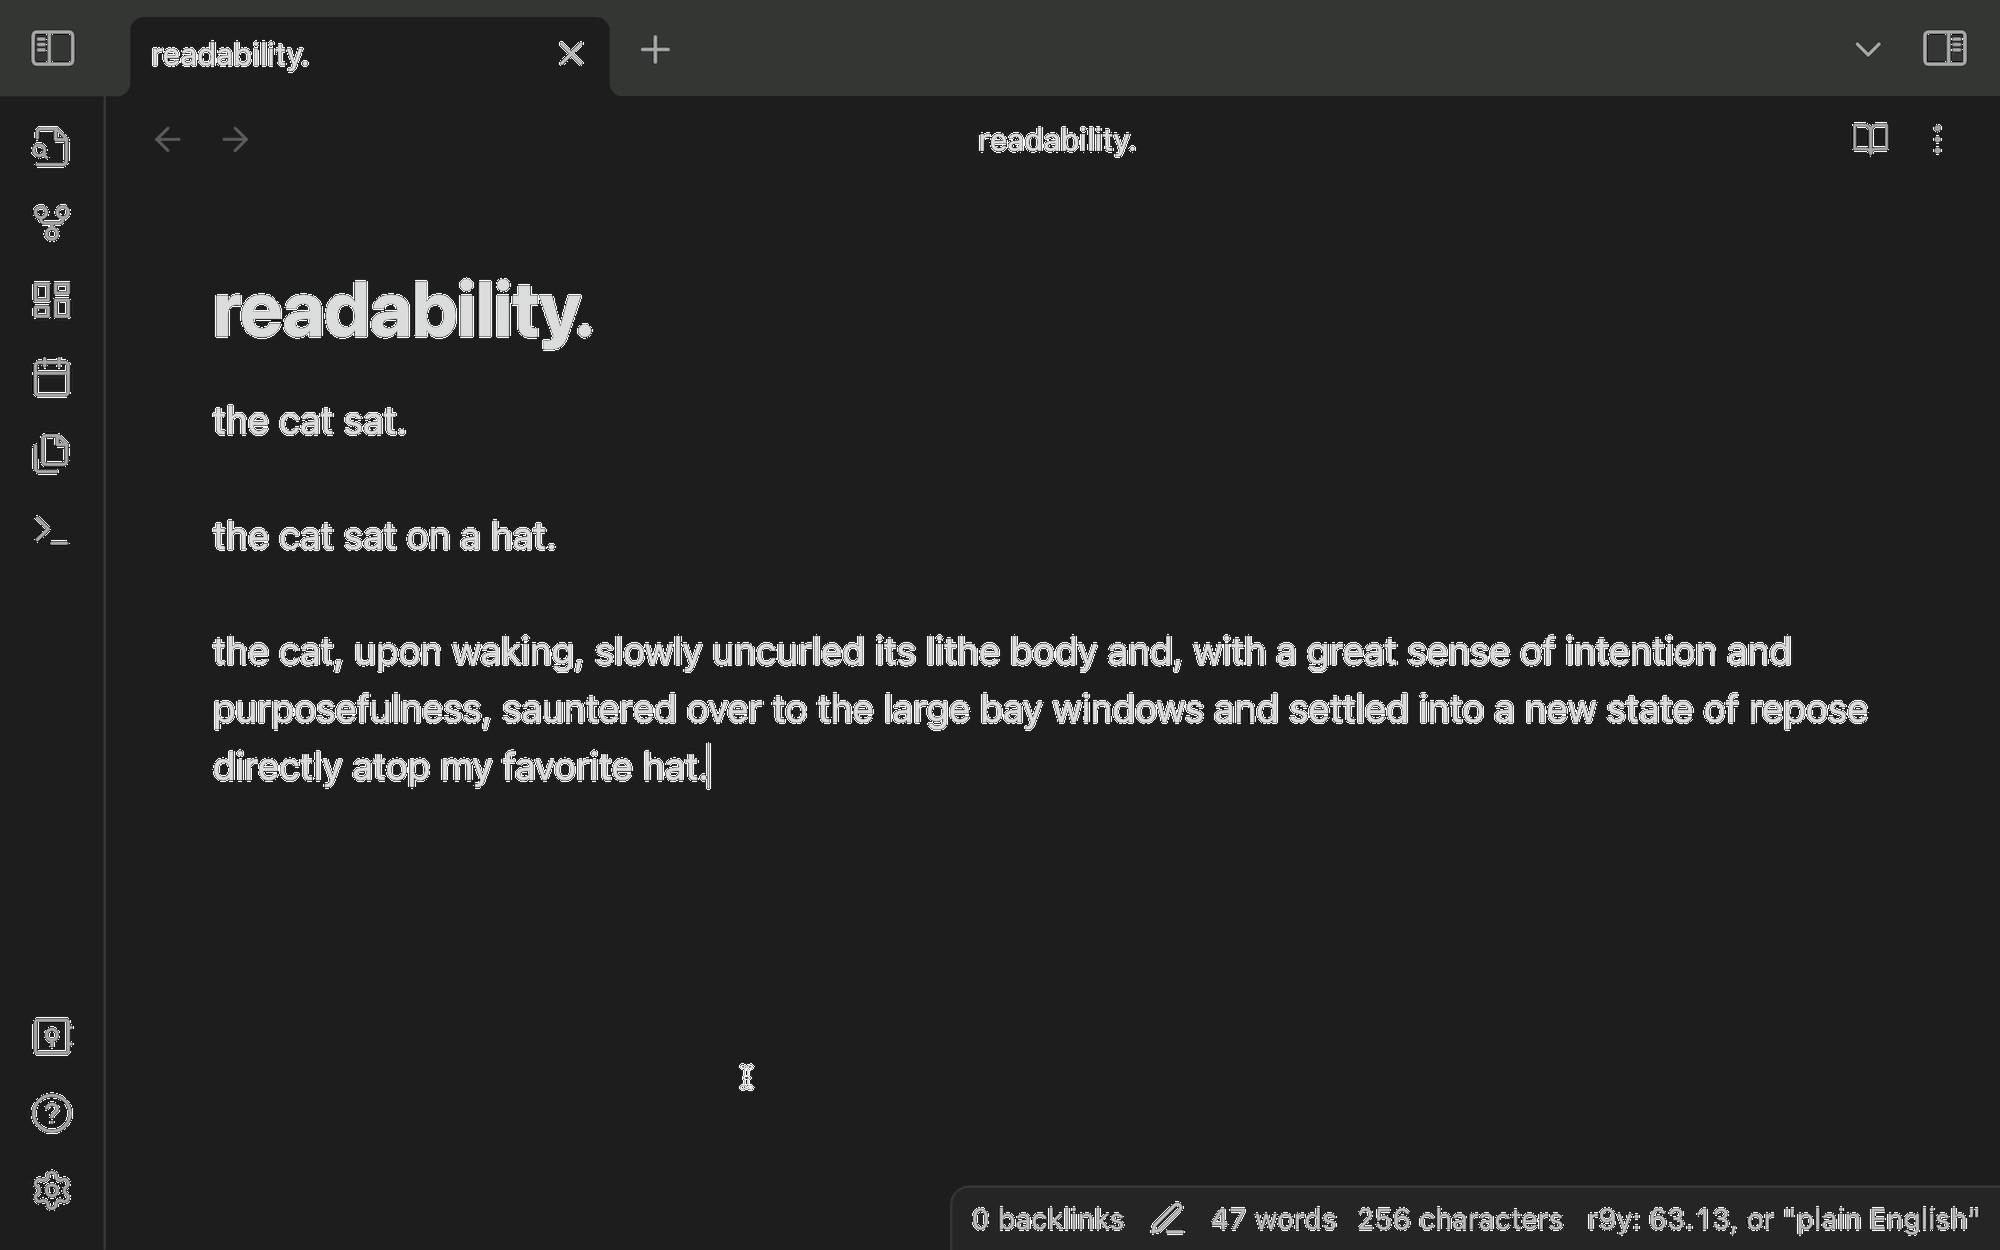 readability.
readability.
readability.
the cat sat.
the cat sat on a hat.
the cat, upon waking, slowly uncurled its lithe body and, with a great sense of intention and
purposefulness, sauntered over to the large bay windows and settled into a new state of repose
directly atop my favorite hat.
0 backlinks 47 words 256 characters r9y: 63.13, or "plain English"